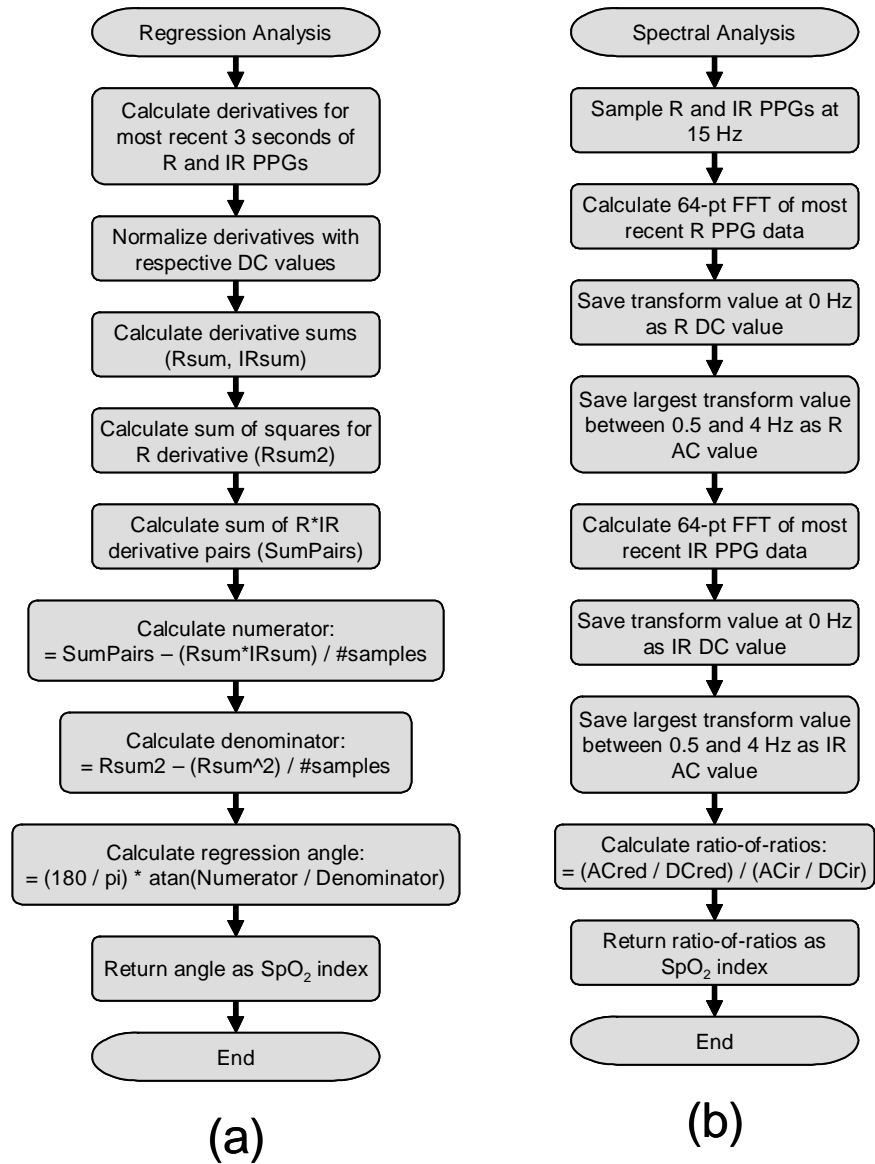 Regression Analysis
Calculate derivatives for
most recent 3 seconds of
R and IR PPGs
Normalize derivatives with
respective DC values
Calculate derivative sums
(Rsum, IRsum)
Calculate sum of squares for
R derivative (Rsum2)
Calculate sum of R*IR
derivative pairs (SumPairs)
Calculate numerator:
= SumPairs – (Rsum*IRsum) / #samples
Calculate denominator:
= Rsum2 – (Rsum^2) / #samples
Calculate regression angle:
= (180 / pi) * atan(Numerator / Denominator)
Return angle as SpO₂ index
End
(a)
Spectral Analysis
Sample R and IR PPGs at
15 Hz
Calculate 64-pt FFT of most
recent R PPG data
Save transform value at 0 Hz
as R DC value
Save largest transform value
between 0.5 and 4 Hz as R
AC value
Calculate 64-pt FFT of most
recent IR PPG data
Save transform value at 0 Hz
as IR DC value
Save largest transform value
between 0.5 and 4 Hz as IR
AC value
Calculate ratio-of-ratios:
= (ACred / DCred) / (ACir / DCir)
Return ratio-of-ratios as
SpO₂ index
End
(b)